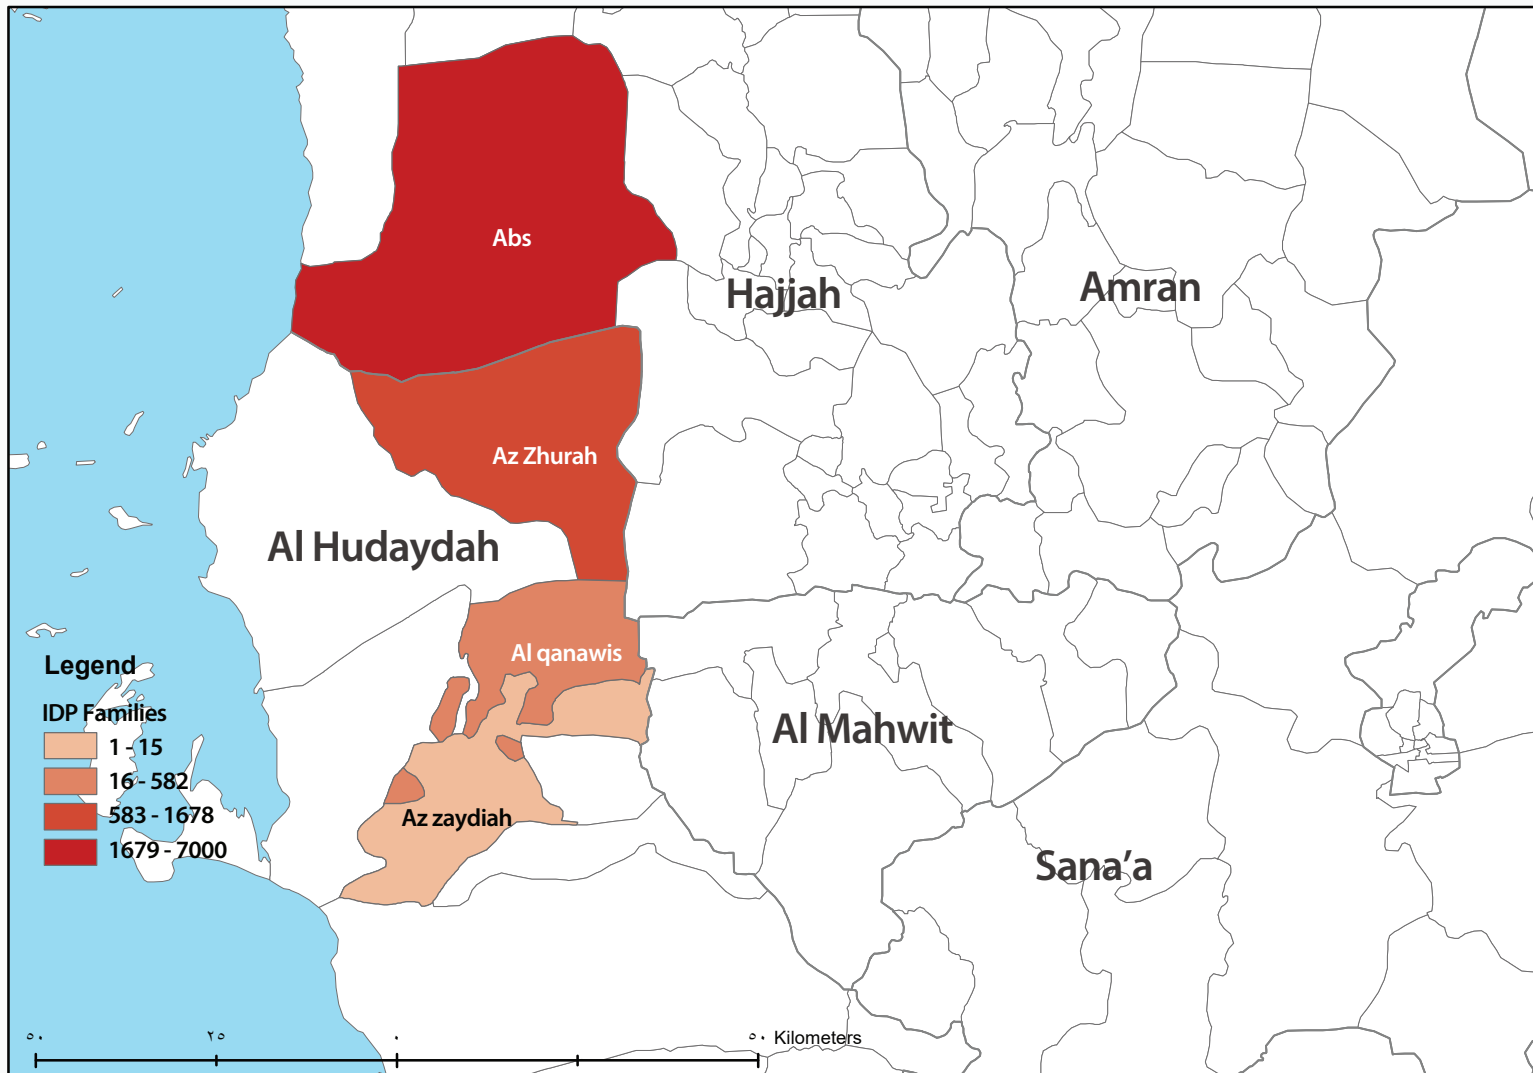 Abs
Hajjah
Amran
Az Zhurah
Al Hudaydah
Al qanawis
Al Mahwit
Az zaydiah
Sana’a
Legend
IDP Families
1 - 15
16 - 582
583 - 1678
1679 - 7000
٥٠ ٢٥ ٠ ٥٠ Kilometers